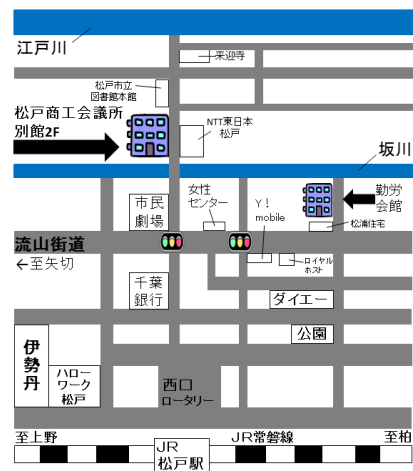 江戸川
来迎寺
松戸市立
図書館本館
松戸商工会議所
別館2F
NTT東日本
松戸
坂川
市民
劇場
女性
センター
Y!
mobile
勤労
会館
松浦住宅
流山街道
←至矢切
ロイヤル
ホスト
千葉
銀行
ダイエー
公園
伊勢丹
ハロー
ワーク
松戸
西口
ロータリー
至上野
JR常磐線
至柏
JR
松戸駅